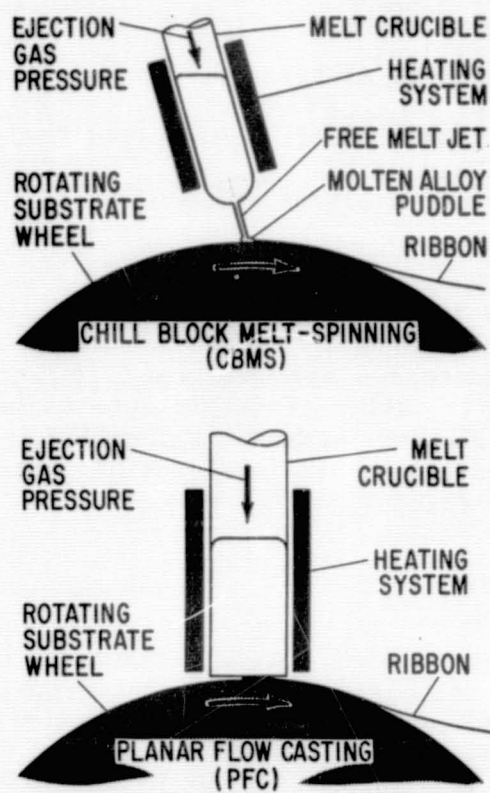 EJECTION
GAS
PRESSURE
MELT CRUCIBLE
HEATING
SYSTEM
FREE MELT JET
MOLTEN ALLOY
PUDDLE
ROTATING
SUBSTRATE
WHEEL
RIBBON
CHILL BLOCK MELT-SPINNING
(CBMS)
EJECTION
GAS
PRESSURE
MELT
CRUCIBLE
HEATING
SYSTEM
ROTATING
SUBSTRATE
WHEEL
RIBBON
PLANAR FLOW CASTING
(PFC)